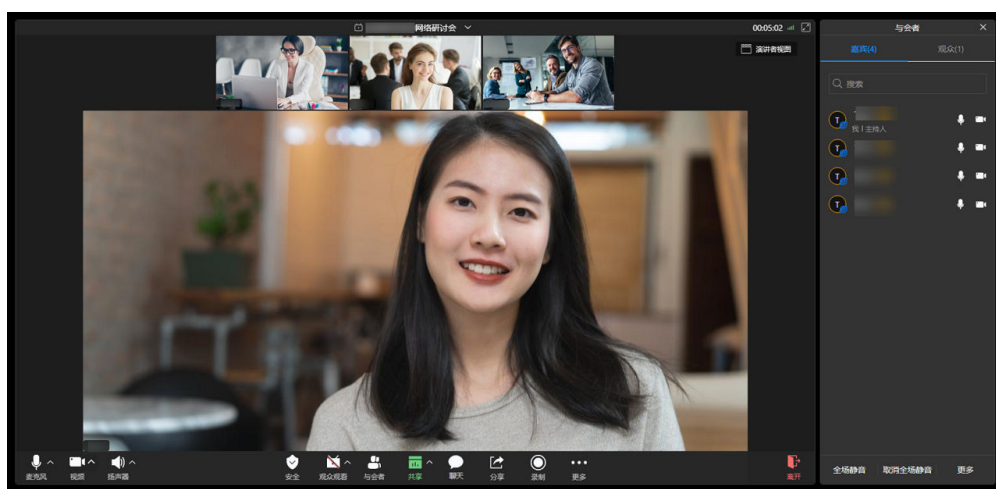 网络研讨会
00:05:02
演讲者视图
与会者
嘉宾(4)
观众(1)
搜索
T
我 | 主持人
T
T
T
麦克风
视频
扬声器
安全
观众观看
与会者
共享
聊天
分享
录制
更多
离开
全场静音
取消全场静音
更多